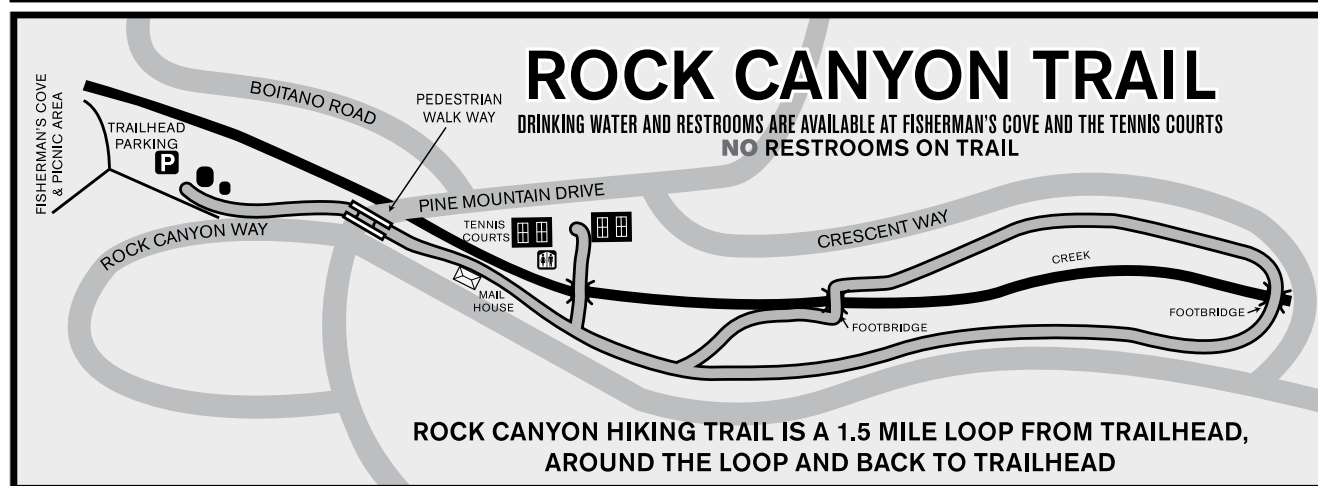 ROCK CANYON TRAIL
DRINKING WATER AND RESTROOMS ARE AVAILABLE AT FISHERMAN'S COVE AND THE TENNIS COURTS
NO RESTROOMS ON TRAIL
FISHERMAN'S COVE
& PICNIC AREA
TRAILHEAD
PARKING
P
BOITANO ROAD
PEDESTRIAN
WALK WAY
PINE MOUNTAIN DRIVE
ROCK CANYON WAY
TENNIS
COURTS
MAIL
HOUSE
CRESCENT WAY
CREEK
FOOTBRIDGE
FOOTBRIDGE
ROCK CANYON HIKING TRAIL IS A 1.5 MILE LOOP FROM TRAILHEAD,
AROUND THE LOOP AND BACK TO TRAILHEAD